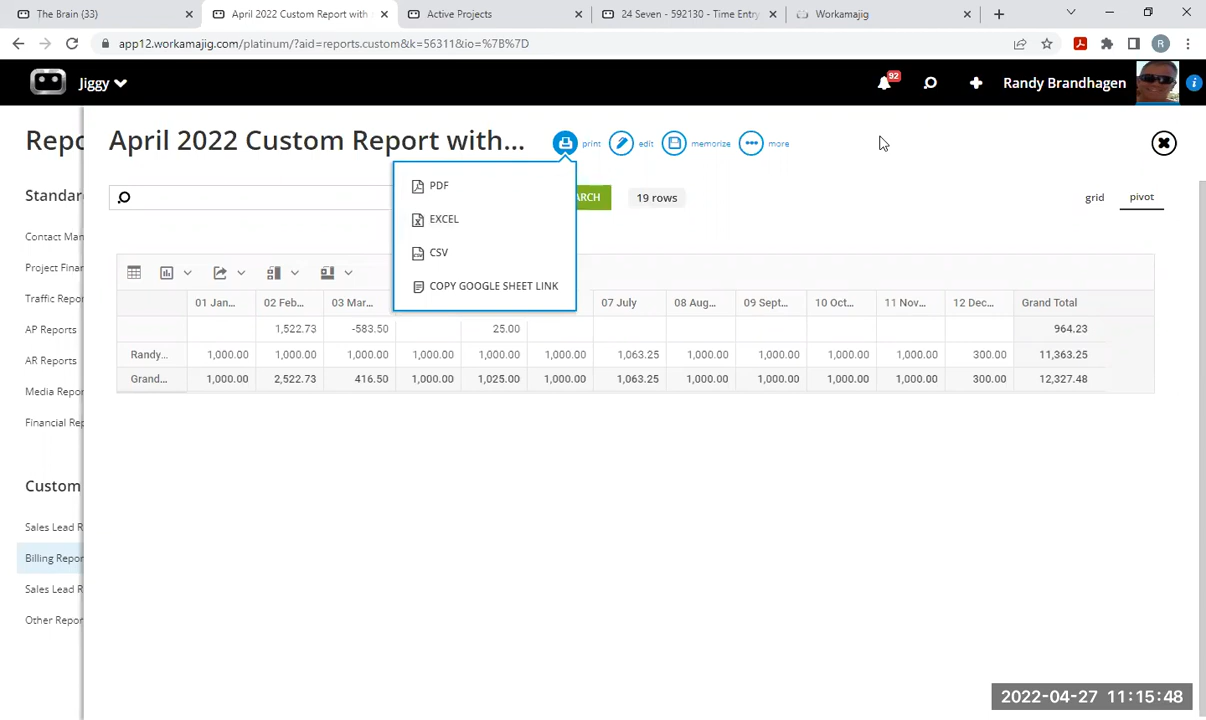 The Brain (33)
April 2022 Custom Report with
Active Projects
24 Seven - 592130 - Time Entry
Workamajig
app12.workamajig.com/platinum/?aid=reports.custom&k=56311&io=%7B%7D
R
Jiggy
92
Randy Brandhagen
i
Repo
April 2022 Custom Report with...
print
edit
memorize
more
PDF
EXCEL
CSV
COPY GOOGLE SHEET LINK
ARCH
19 rows
grid
pivot
Standar
Contact Man
Project Finan
Traffic Repor
AP Reports
AR Reports
Media Repor
Financial Rep
Custom
Sales Lead R
Billing Repor
Sales Lead R
Other Repor
01 Jan... 02 Feb... 03 Mar... 07 July 08 Aug... 09 Sept... 10 Oct... 11 Nov... 12 Dec... Grand Total
1,522.73 -583.50 25.00 964.23
Randy... 1,000.00 1,000.00 1,000.00 1,000.00 1,000.00 1,000.00 1,063.25 1,000.00 1,000.00 1,000.00 1,000.00 300.00 11,363.25
Grand... 1,000.00 2,522.73 416.50 1,000.00 1,025.00 1,000.00 1,063.25 1,000.00 1,000.00 1,000.00 1,000.00 300.00 12,327.48
2022-04-27 11:15:48